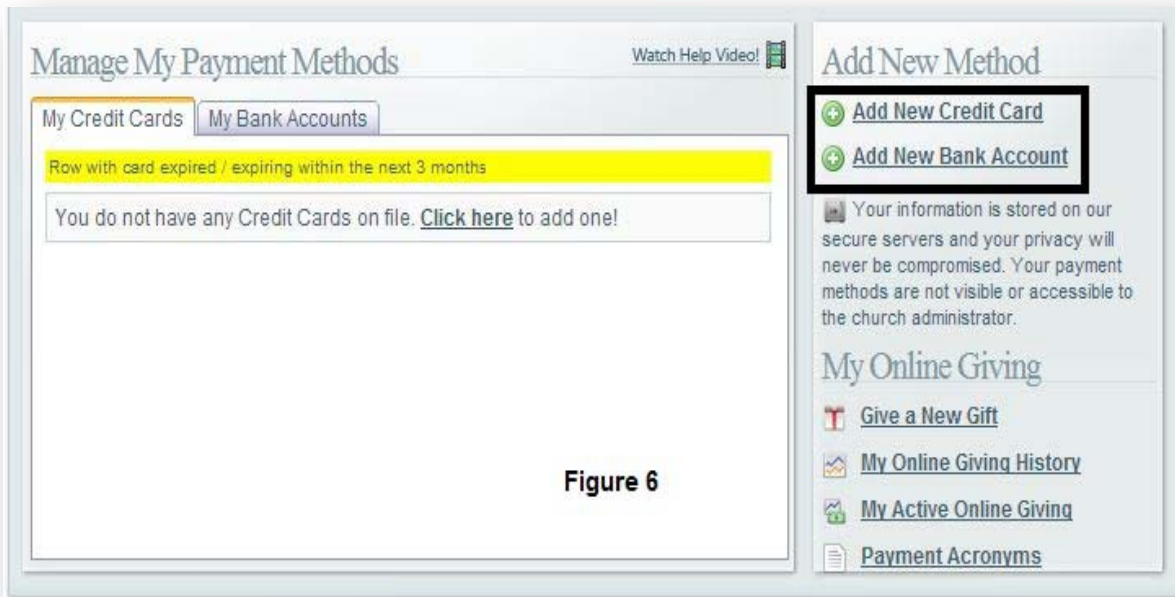 Manage My Payment Methods
Watch Help Video!
My Credit Cards
My Bank Accounts
Row with card expired / expiring within the next 3 months
You do not have any Credit Cards on file. Click here to add one!
Figure 6
Add New Method
Add New Credit Card
Add New Bank Account
Your information is stored on our
secure servers and your privacy will
never be compromised. Your payment
methods are not visible or accessible to
the church administrator.
My Online Giving
Give a New Gift
My Online Giving History
My Active Online Giving
Payment Acronyms